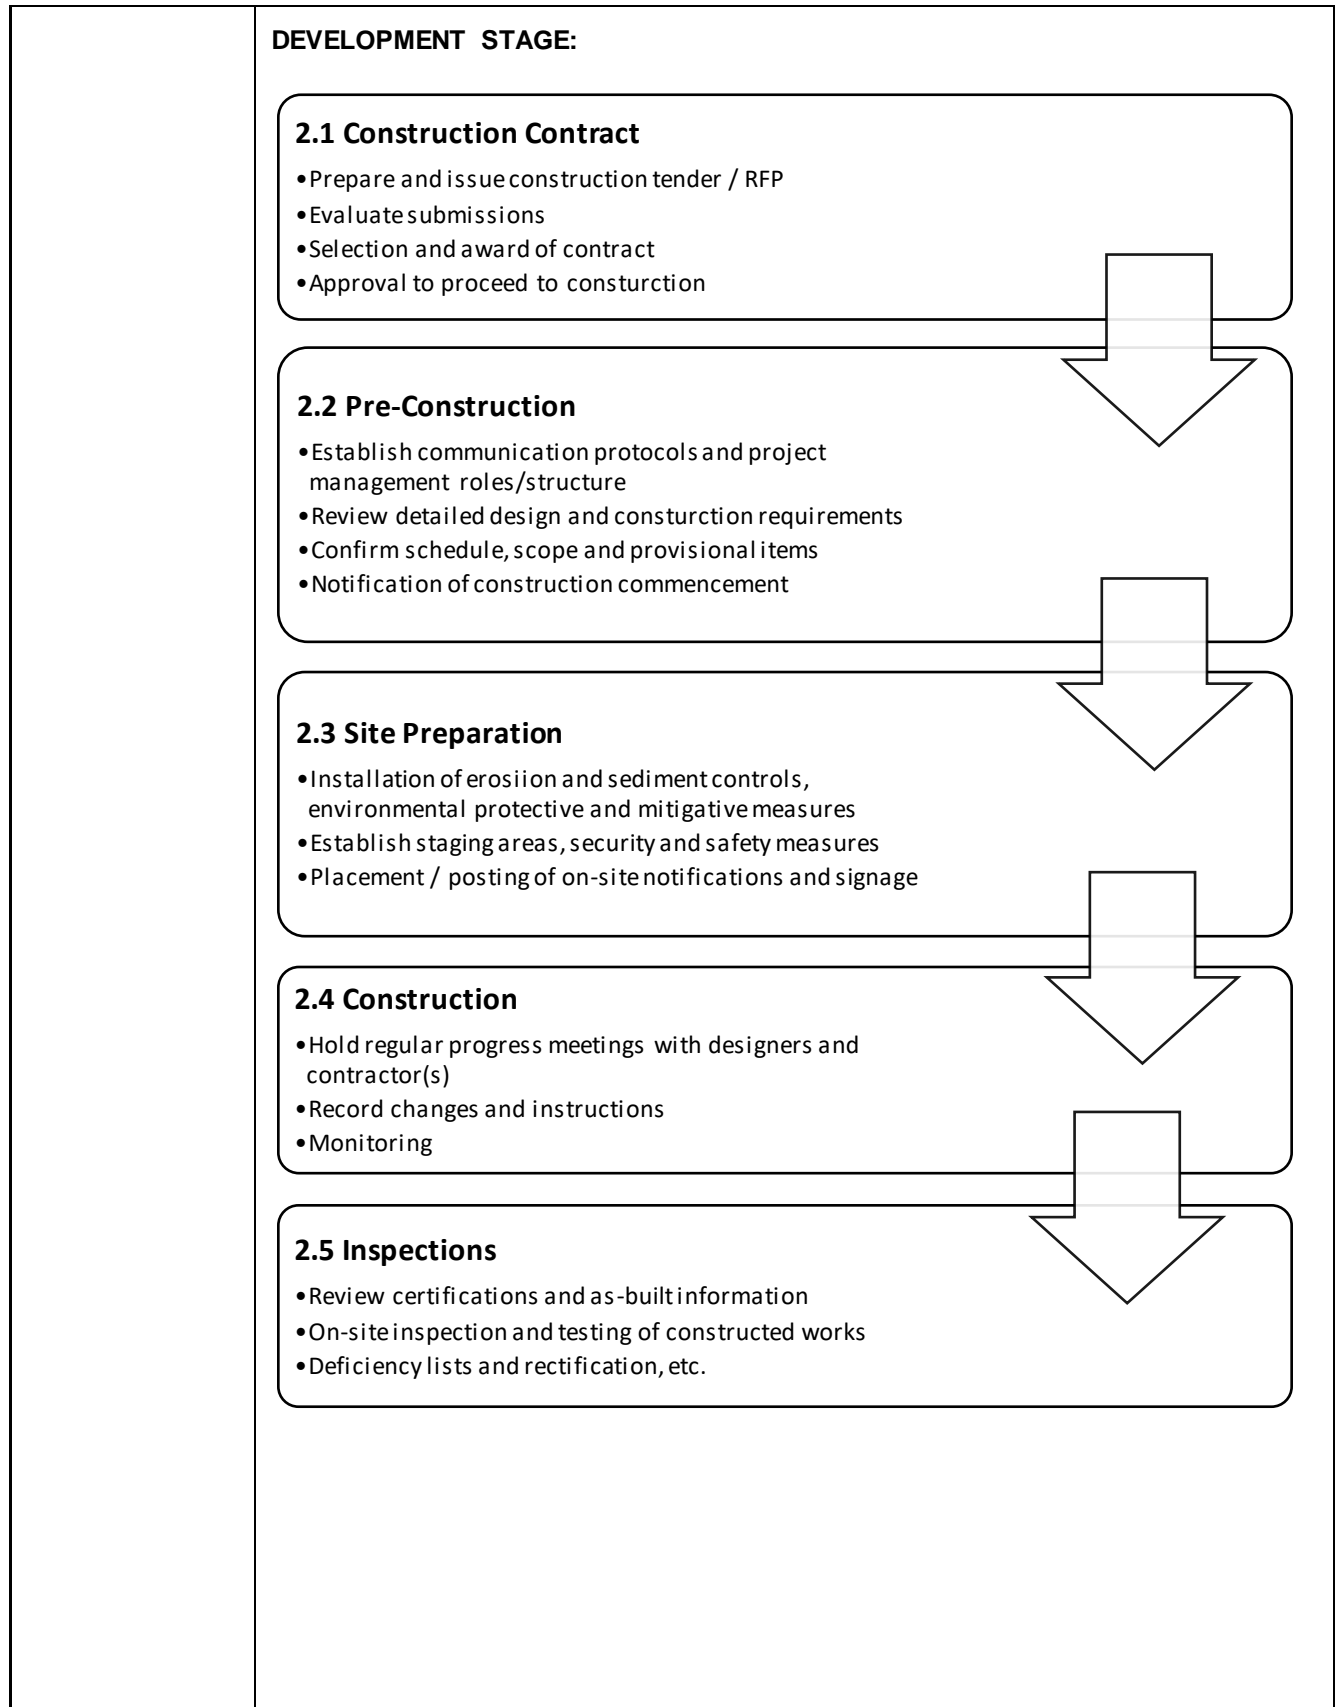 DEVELOPMENT STAGE:
2.1 Construction Contract
•Prepare and issue construction tender / RFP
•Evaluate submissions
•Selection and award of contract
•Approval to proceed to consturction
2.2 Pre-Construction
•Establish communication protocols and project
management roles/structure
•Review detailed design and consturction requirements
•Confirm schedule, scope and provisional items
•Notification of construction commencement
2.3 Site Preparation
•Installation of erosiion and sediment controls,
environmental protective and mitigative measures
•Establish staging areas, security and safety measures
•Placement / posting of on-site notifications and signage
2.4 Construction
•Hold regular progress meetings with designers and
contractor(s)
•Record changes and instructions
•Monitoring
2.5 Inspections
•Review certifications and as-built information
•On-site inspection and testing of constructed works
•Deficiency lists and rectification, etc.